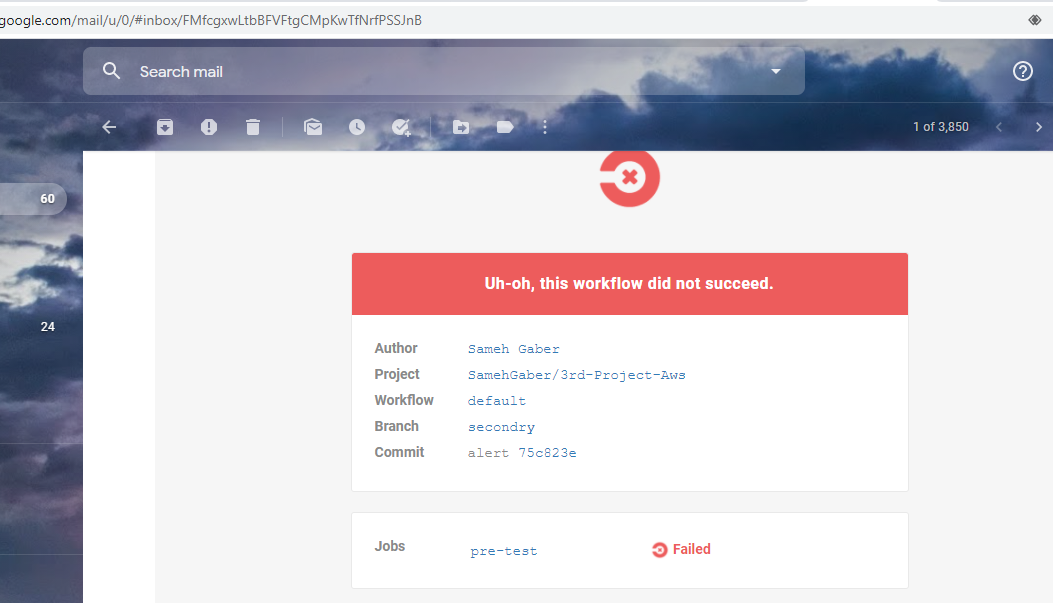 google.com/mail/u/0/#inbox/FMfcgxwLtbBFVFtgCMpKwTfNrfPSSJnB
Search mail
1 of 3,850
60
24
Uh-oh, this workflow did not succeed.
Author Sameh Gaber
Project SamehGaber/3rd-Project-Aws
Workflow default
Branch secondry
Commit alert 75c823e
Jobs pre-test Failed